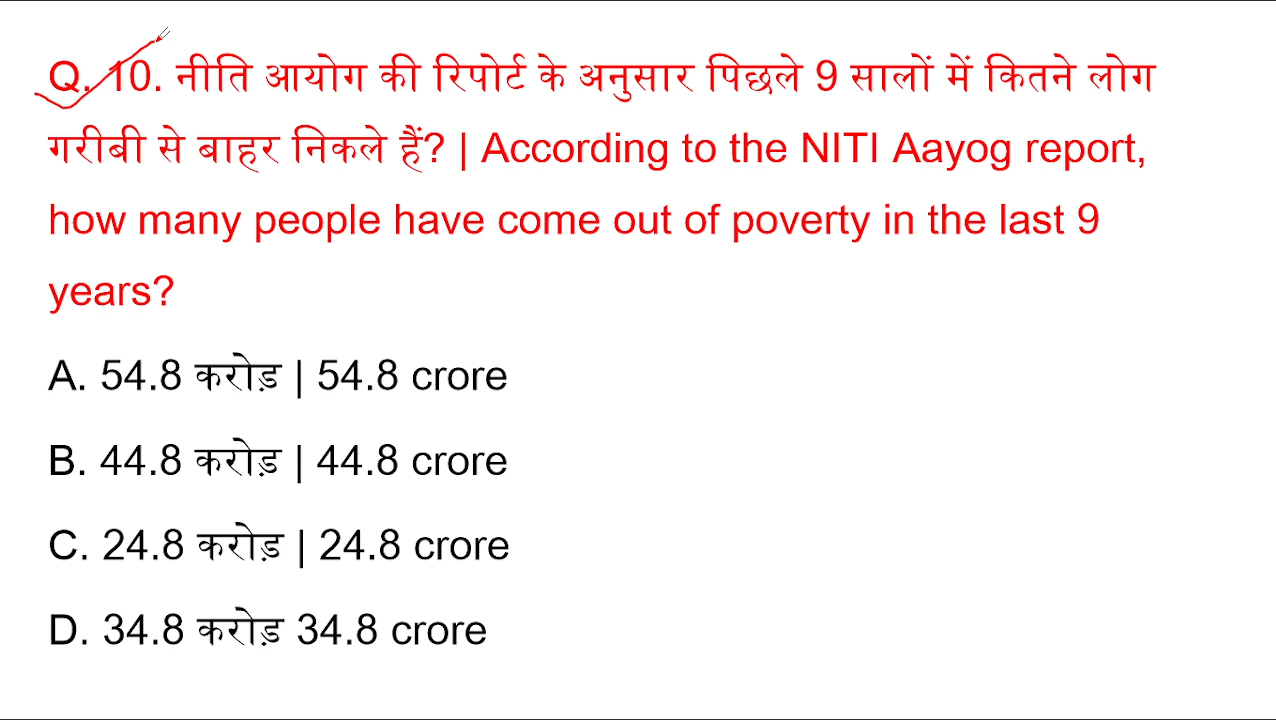 Q. 10. नीति आयोग की रिपोर्ट के अनुसार पिछले 9 सालों में कितने लोग
गरीबी से बाहर निकले हैं? | According to the NITI Aayog report,
how many people have come out of poverty in the last 9
years?
A. 54.8 करोड़ | 54.8 crore
B. 44.8 करोड़ | 44.8 crore
C. 24.8 करोड़ | 24.8 crore
D. 34.8 करोड़ 34.8 crore